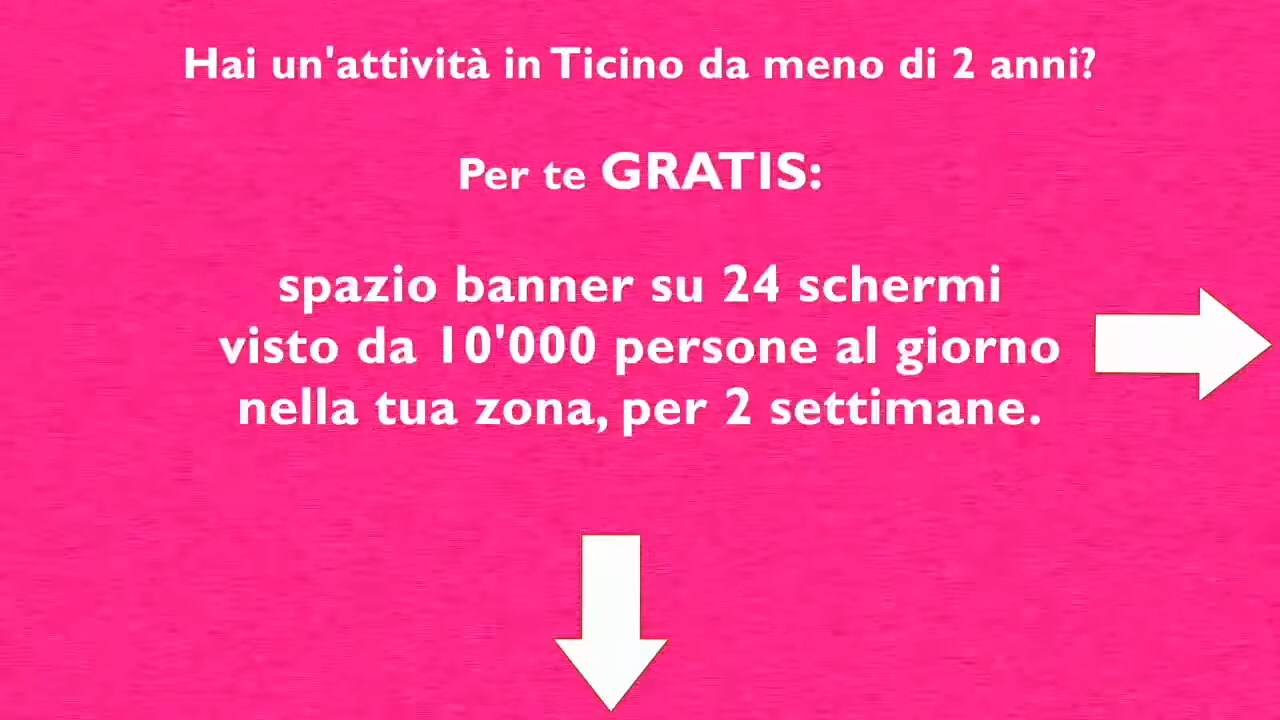 Hai un'attività in Ticino da meno di 2 anni?
Per te GRATIS:
spazio banner su 24 schermi
visto da 10'000 persone al giorno
nella tua zona, per 2 settimane.